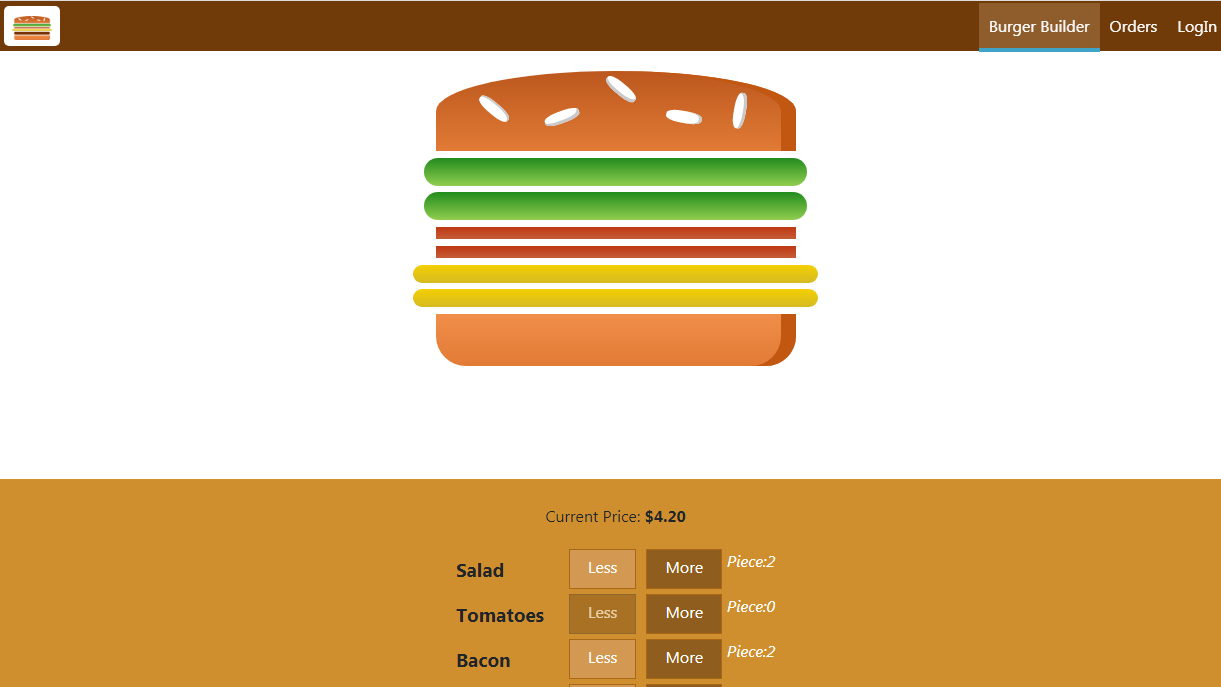 Burger Builder Orders LogIn
Current Price: $4.20
Salad Less More Piece:2
Tomatoes Less More Piece:0
Bacon Less More Piece:2